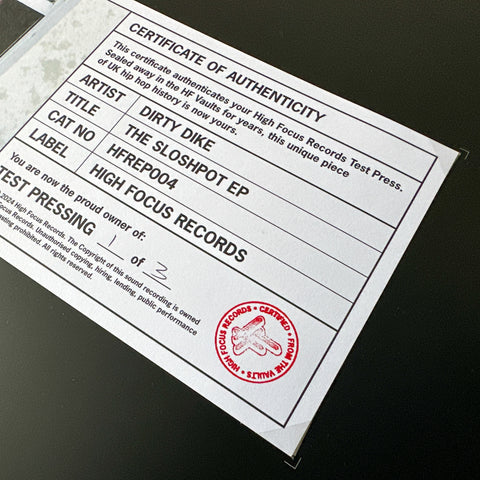 CERTIFICATE OF AUTHENTICITY
This certificate authenticates your High Focus Records Test Press.
Sealed away in the HF Vaults for years, this unique piece
of UK hip hop history is now yours.
ARTIST DIRTY DIKE
TITLE THE SLOSHPOT EP
CAT NO HFREP004
LABEL HIGH FOCUS RECORDS
You are now the proud owner of:
TEST PRESSING 1 of 3
2024 High Focus Records. The Copyright of this sound recording is owned
Focus Records. Unauthorised copying, hiring, lending, public performance
prohibited. All rights reserved.
HIGH FOCUS RECORDS • CERTIFIED • FROM THE VAULTS •